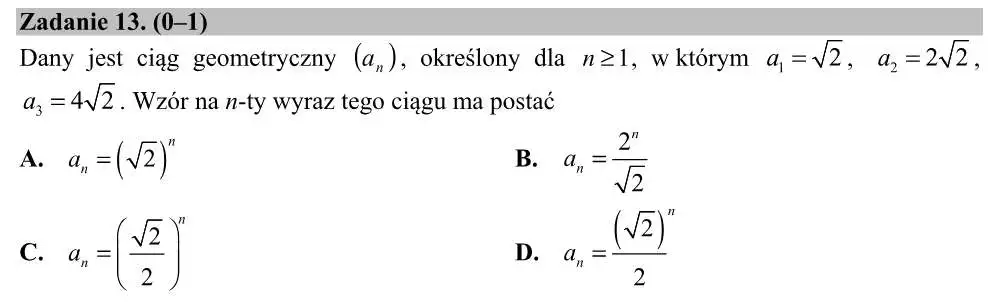 Zadanie 13. (0–1)
Dany jest ciąg geometryczny (aₙ), określony dla n ≥ 1, w którym a₁ = √2, a₂ = 2√2,
a₃ = 4√2. Wzór na n-ty wyraz tego ciągu ma postać
A. aₙ = (√2)ⁿ B. aₙ = 2ⁿ/√2
C. aₙ = (√2/2)ⁿ D. aₙ = (√2)ⁿ/2